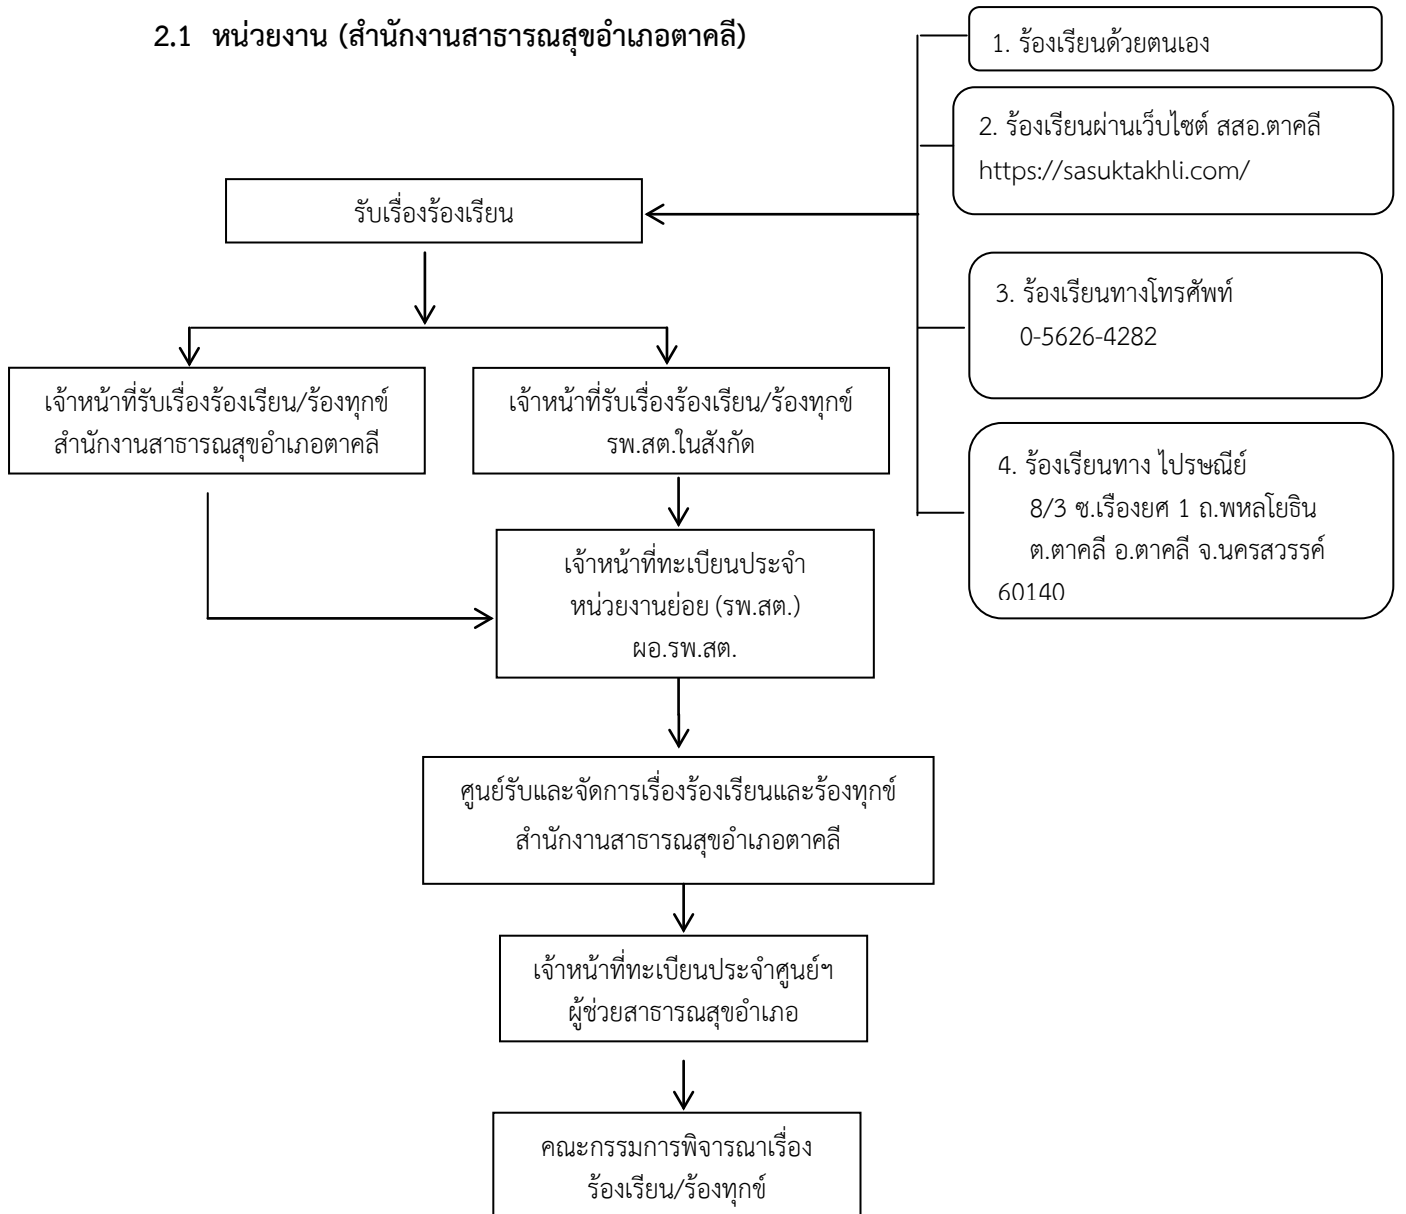 2.1 หน่วยงาน (สำนักงานสาธารณสุขอำเภอตาคลี)
1. ร้องเรียนด้วยตนเอง
2. ร้องเรียนผ่านเว็บไซต์ สสอ.ตาคลี
https://sasuktakhli.com/
รับเรื่องร้องเรียน
3. ร้องเรียนทางโทรศัพท์
0-5626-4282
เจ้าหน้าที่รับเรื่องร้องเรียน/ร้องทุกข์
สำนักงานสาธารณสุขอำเภอตาคลี
เจ้าหน้าที่รับเรื่องร้องเรียน/ร้องทุกข์
รพ.สต.ในสังกัด
4. ร้องเรียนทาง ไปรษณีย์
8/3 ซ.เรืองยศ 1 ถ.พหลโยธิน
ต.ตาคลี อ.ตาคลี จ.นครสวรรค์
60140
เจ้าหน้าที่ทะเบียนประจำ
หน่วยงานย่อย (รพ.สต.)
ผอ.รพ.สต.
ศูนย์รับและจัดการเรื่องร้องเรียนและร้องทุกข์
สำนักงานสาธารณสุขอำเภอตาคลี
เจ้าหน้าที่ทะเบียนประจำศูนย์ฯ
ผู้ช่วยสาธารณสุขอำเภอ
คณะกรรมการพิจารณาเรื่อง
ร้องเรียน/ร้องทุกข์